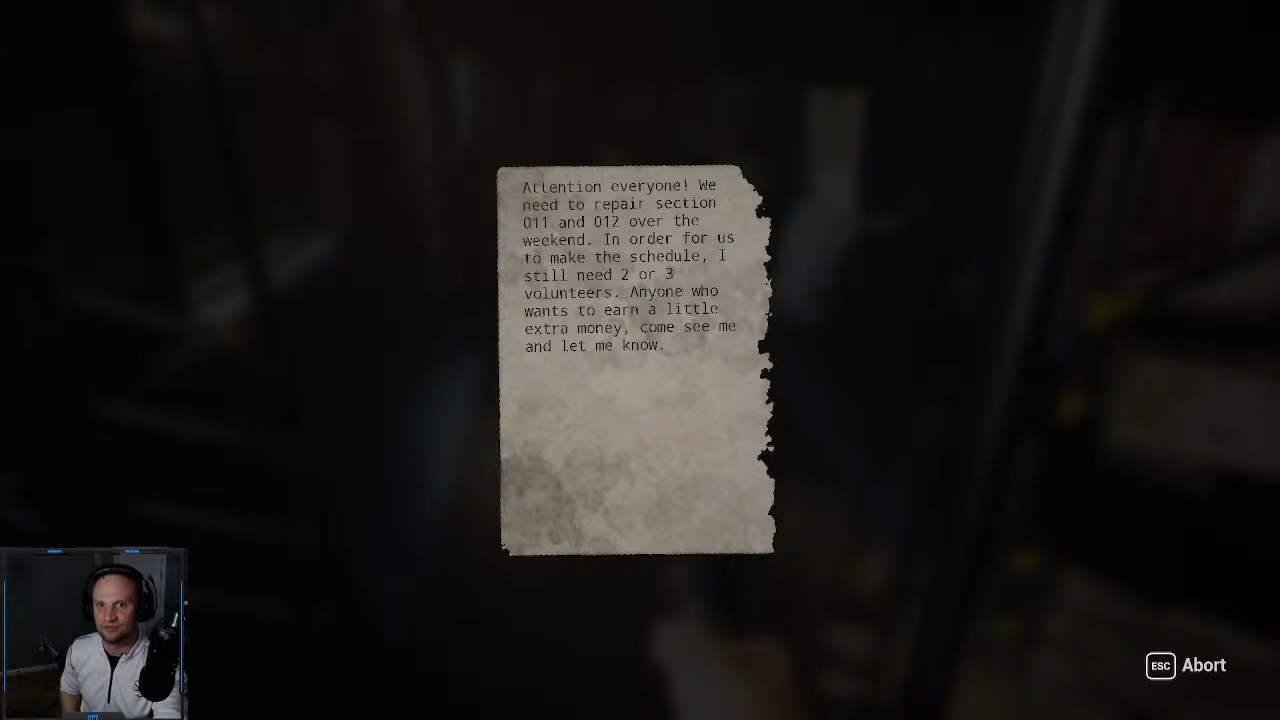 Attention everyone! We
need to repair section
011 and 012 over the
weekend. In order for us
to make the schedule, I
still need 2 or 3
volunteers. Anyone who
wants to earn a little
extra money, come see me
and let me know.
ESC Abort